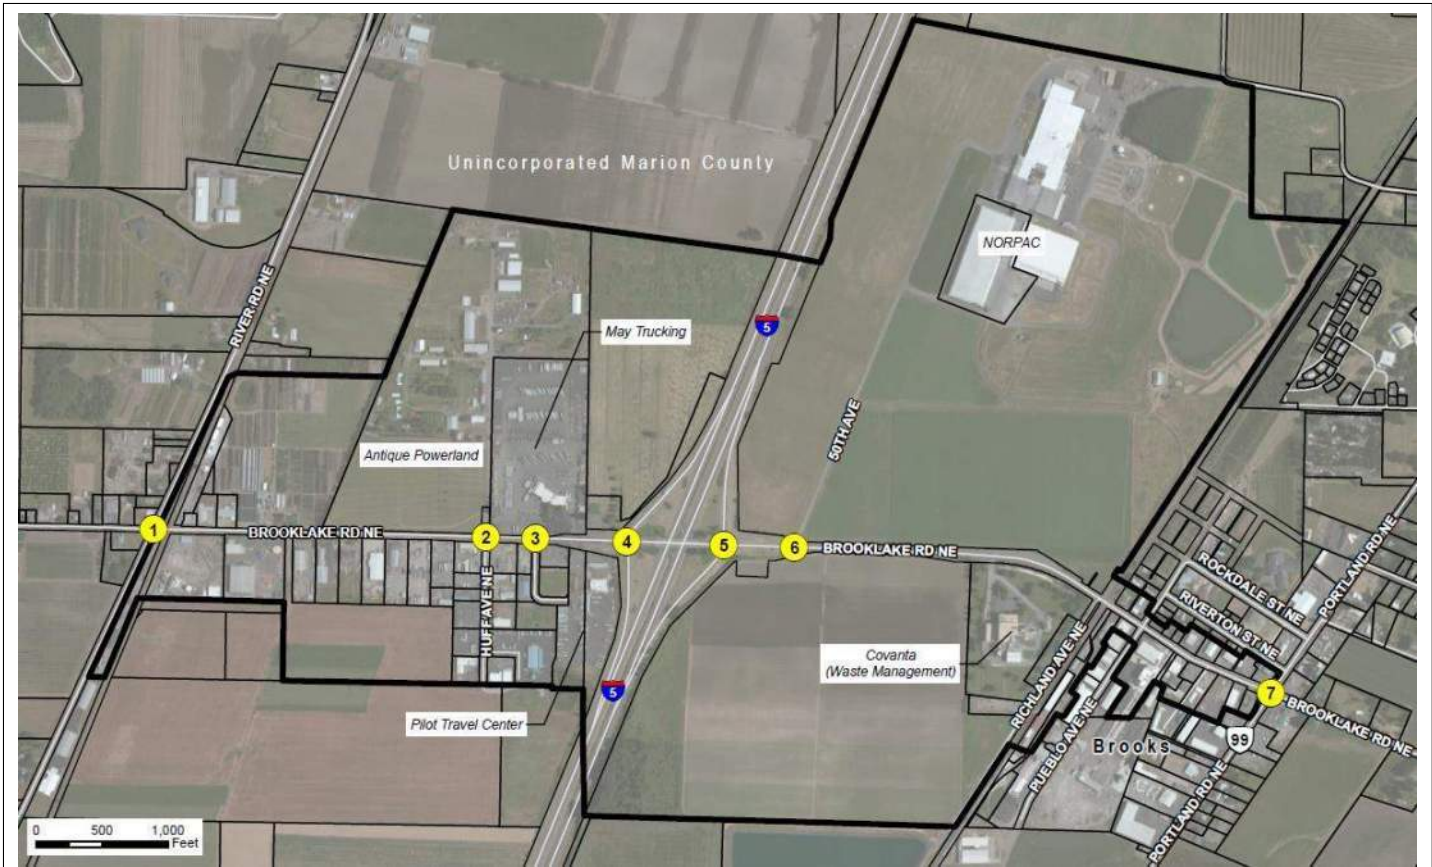 Unincorporated Marion County
NORPAC
RIVER RD NE
5
May Trucking
50TH AVE
Antique Powerland
1
BROOKLAKE RD NE
2
3
4
5
6
BROOKLAKE RD NE
HUFF AVE NE
ROCKDALE ST NE
RIVERTON ST NE
PORTLAND RD NE
Covanta
(Waste Management)
RICHLAND AVE NE
PUEBLO AVE NE
5
7
BROOKLAKE RD NE
Pilot Travel Center
99
Brooks
PORTLAND RD NE
0 500 1,000
Feet